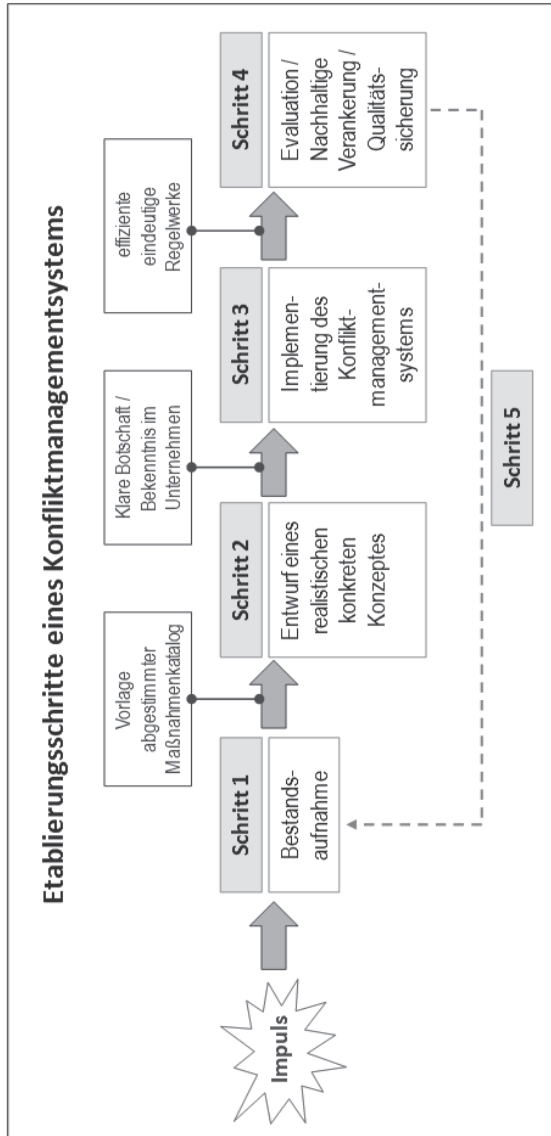 Etablierungsschritte eines Konfliktmanagementsystems
Impuls
Schritt 1
Bestands-
aufnahme
Vorlage
abgestimmter
Maßnahmenkatalog
Schritt 2
Entwurf eines
realistischen
konkreten
Konzeptes
Klare Botschaft /
Bekenntnis im
Unternehmen
Schritt 3
Implemen-
tierung des
Konflikt-
management-
systems
effiziente
eindeutige
Regelwerke
Schritt 4
Evaluation /
Nachhaltige
Verankerung /
Qualitäts-
sicherung
Schritt 5